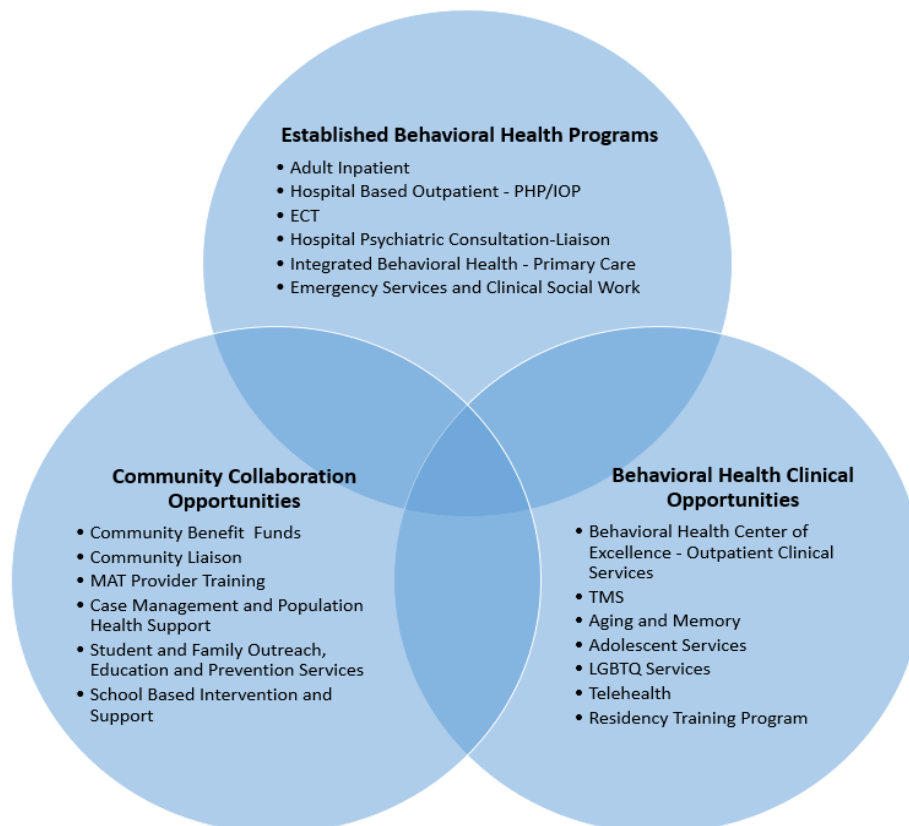 Established Behavioral Health Programs
• Adult Inpatient
• Hospital Based Outpatient - PHP/IOP
• ECT
• Hospital Psychiatric Consultation-Liaison
• Integrated Behavioral Health - Primary Care
• Emergency Services and Clinical Social Work
Community Collaboration
Opportunities
• Community Benefit  Funds
• Community Liaison
• MAT Provider Training
• Case Management and Population
Health Support
• Student and Family Outreach,
Education and Prevention Services
• School Based Intervention and
Support
Behavioral Health Clinical
Opportunities
• Behavioral Health Center of
Excellence - Outpatient Clinical
Services
• TMS
• Aging and Memory
• Adolescent Services
• LGBTQ Services
• Telehealth
• Residency Training Program